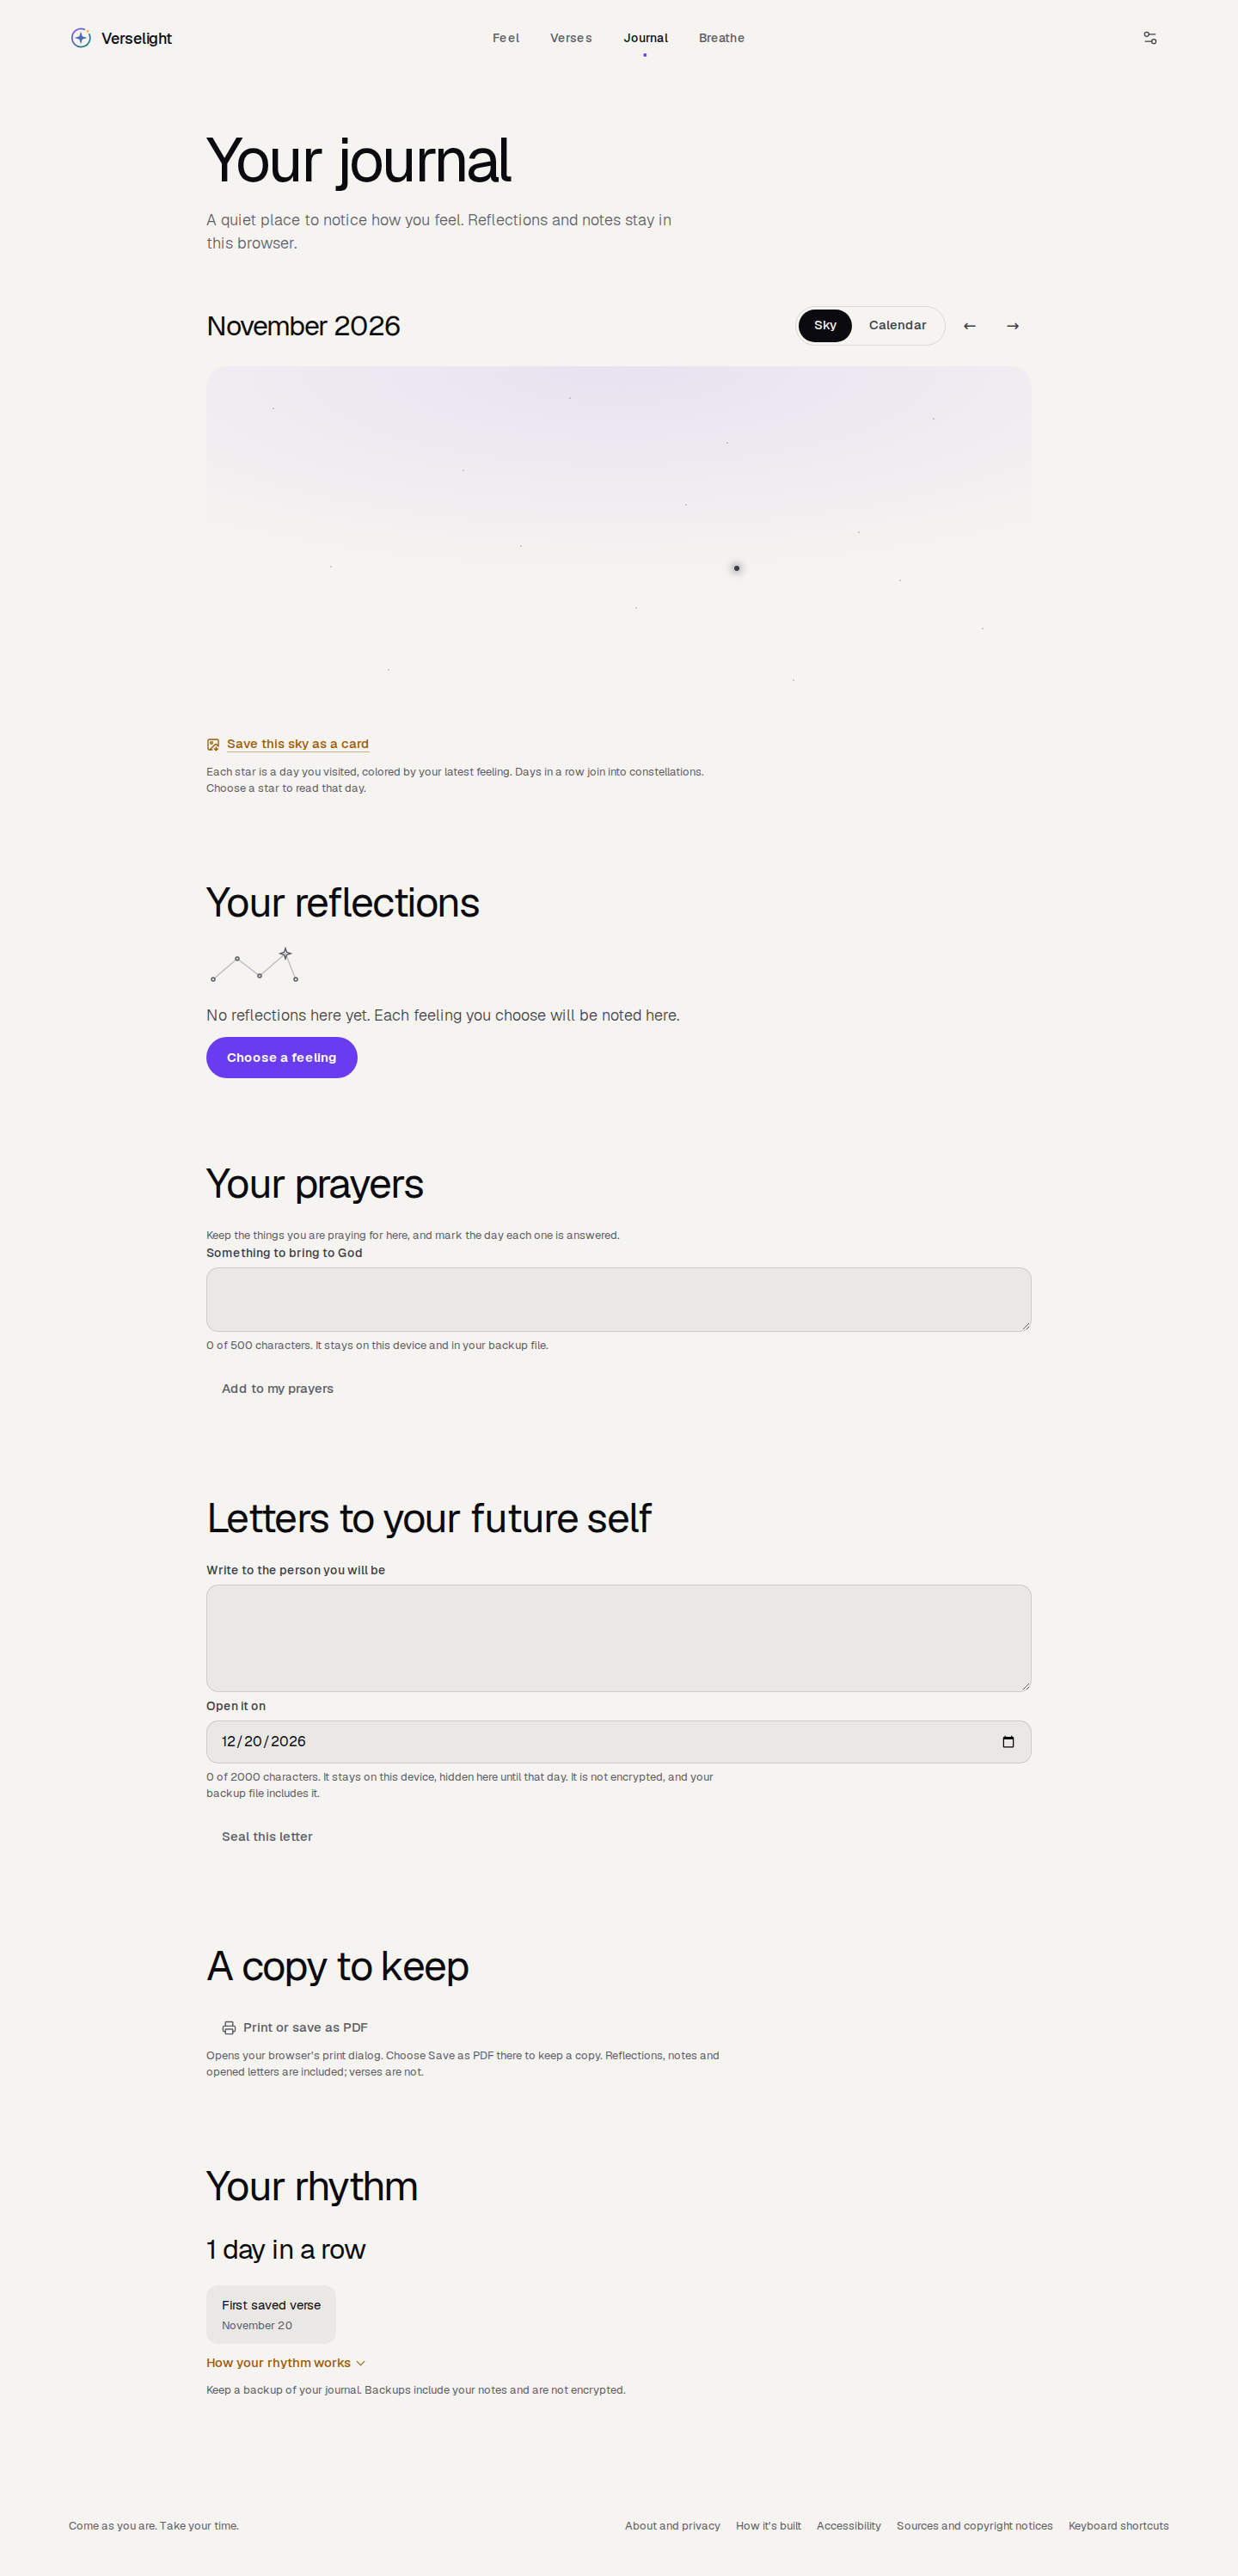 Verselight
Feel
Verses
Journal
Breathe
Your journal
A quiet place to notice how you feel. Reflections and notes stay in
this browser.
November 2026
Sky
Calendar
←
→
Save this sky as a card
Each star is a day you visited, colored by your latest feeling. Days in a row join into constellations.
Choose a star to read that day.
Your reflections
No reflections here yet. Each feeling you choose will be noted here.
Choose a feeling
Your prayers
Keep the things you are praying for here, and mark the day each one is answered.
Something to bring to God
0 of 500 characters. It stays on this device and in your backup file.
Add to my prayers
Letters to your future self
Write to the person you will be
Open it on
12/20/2026
0 of 2000 characters. It stays on this device, hidden here until that day. It is not encrypted, and your
backup file includes it.
Seal this letter
A copy to keep
Print or save as PDF
Opens your browser's print dialog. Choose Save as PDF there to keep a copy. Reflections, notes and
opened letters are included; verses are not.
Your rhythm
1 day in a row
First saved verse
November 20
How your rhythm works
Keep a backup of your journal. Backups include your notes and are not encrypted.
Come as you are. Take your time.
About and privacy
How it's built
Accessibility
Sources and copyright notices
Keyboard shortcuts